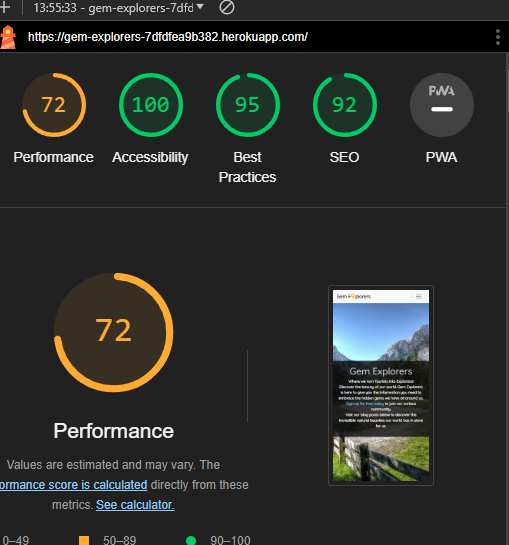 13:55:33 - gem-explorers-7dfd
https://gem-explorers-7dfdfea9b382.herokuapp.com/
72
100
95
92
PWA
Performance
Accessibility
Best
Practices
SEO
PWA
72
Performance
Values are estimated and may vary. The
ormance score is calculated directly from these
metrics. See calculator.
0–49
50–89
90–100
Gem Explorers
Gem Explorers
Where we turn Tourists into Explorers!
Discover the beauty of our world. Gem Explorers
is here to give you the information you need to
embrace the hidden gems we have all around us.
Sign up for free today to join our curious
community.
Visit our blog posts below to discover the
incredible natural beauties our world has in store
for us.